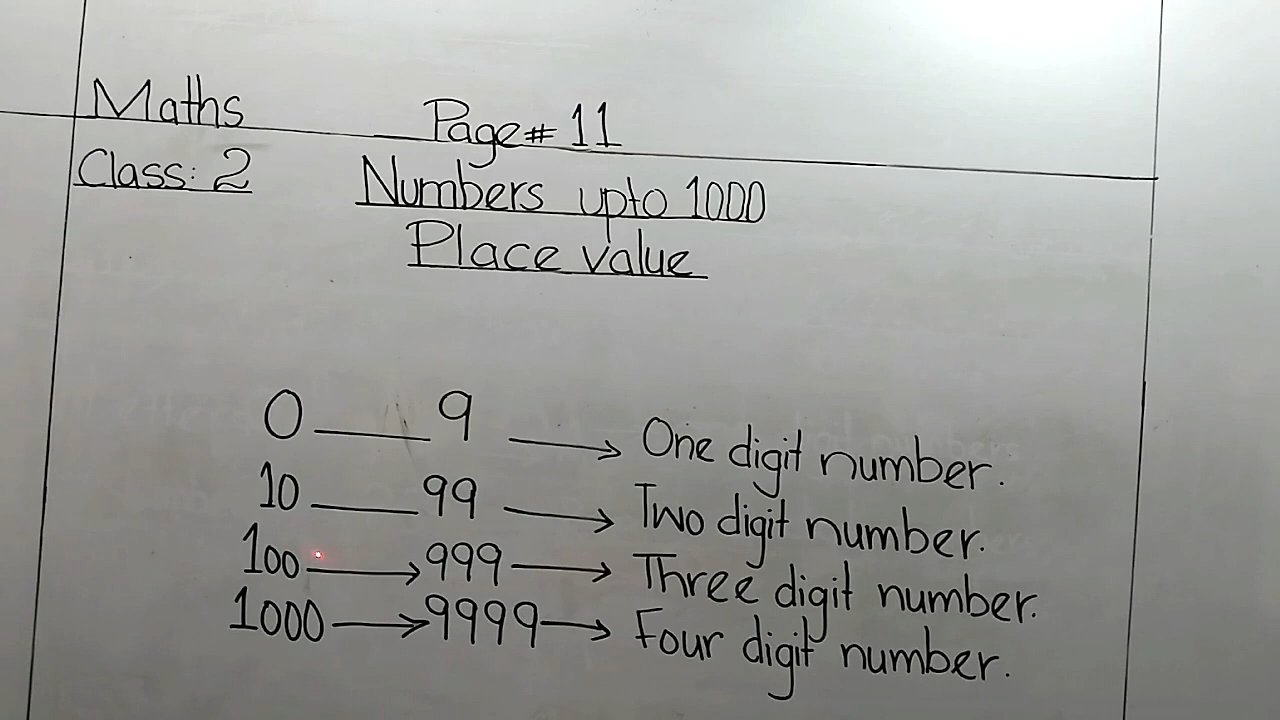 Maths
Page# 11
Class: 2
Numbers upto 1000
Place value
0 ___ 9 → One digit number.
10 ___ 99 → Two digit number.
100 → 999 → Three digit number.
1000 → 9999 → Four digit number.